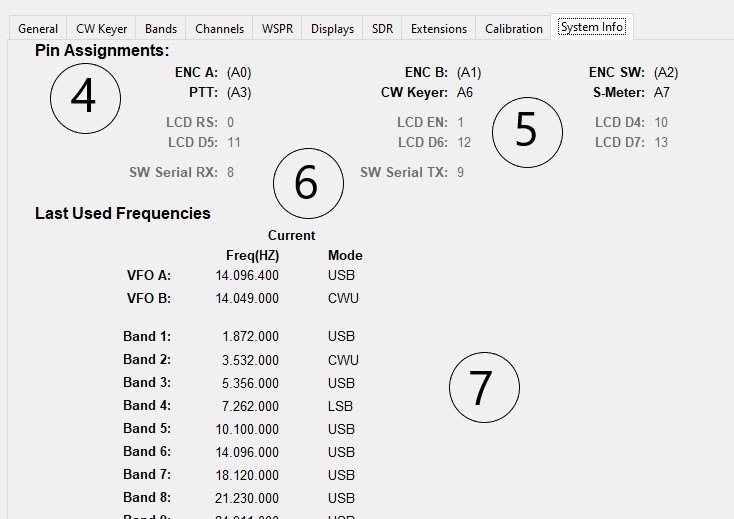 General CW Keyer Bands Channels WSPR Displays SDR Extensions Calibration System Info
Pin Assignments:
4
ENC A: (A0) ENC B: (A1) ENC SW: (A2)
PTT: (A3) CW Keyer: A6 S-Meter: A7
LCD RS: 0 LCD EN: 1 LCD D4: 10
5
LCD D5: 11 LCD D6: 12 LCD D7: 13
SW Serial RX: 8 SW Serial TX: 9
6
Last Used Frequencies
Current
Freq(HZ) Mode
VFO A: 14.096.400 USB
VFO B: 14.049.000 CWU
Band 1: 1.872.000 USB
Band 2: 3.532.000 CWU
Band 3: 5.356.000 USB
7
Band 4: 7.262.000 LSB
Band 5: 10.100.000 USB
Band 6: 14.096.000 USB
Band 7: 18.120.000 USB
Band 8: 21.230.000 USB